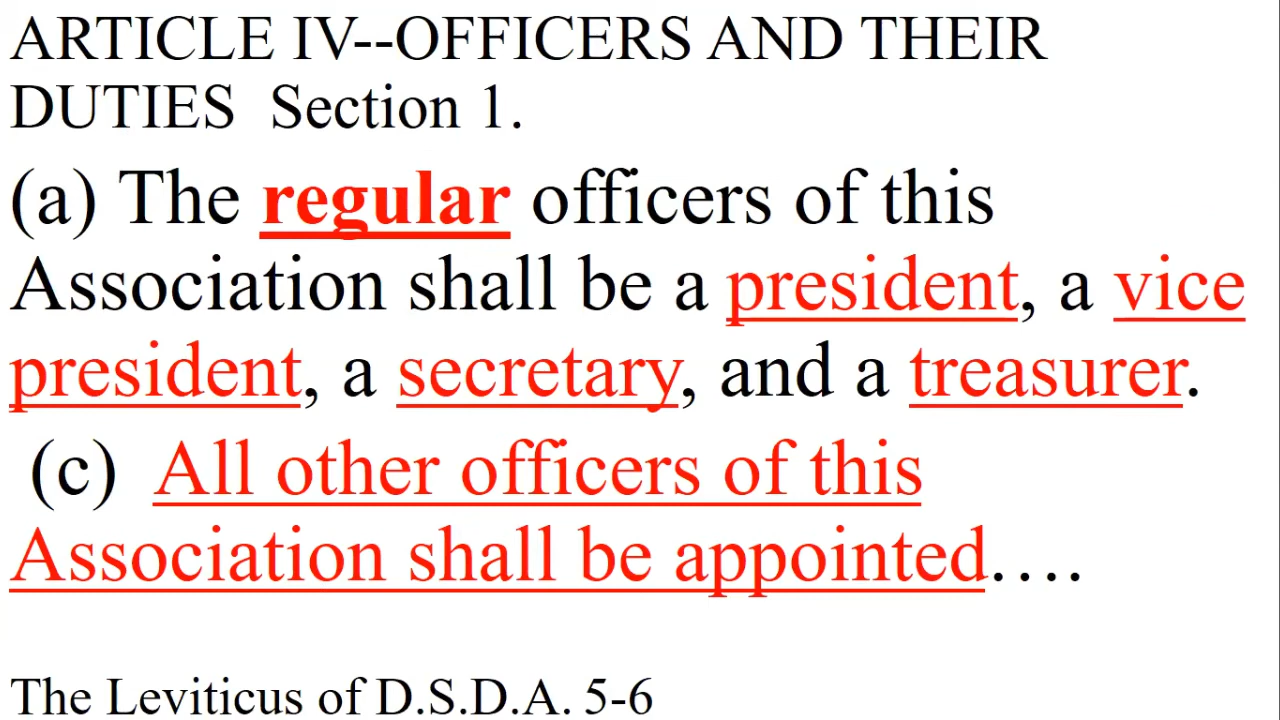 ARTICLE IV--OFFICERS AND THEIR
DUTIES  Section 1.
(a) The regular officers of this
Association shall be a president, a vice
president, a secretary, and a treasurer.
(c)  All other officers of this
Association shall be appointed….
The Leviticus of D.S.D.A. 5-6